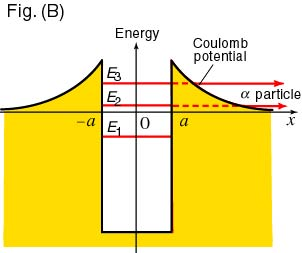 Fig. (B)
Energy
Coulomb
potential
E3
E2
α particle
−a
0
a
x
E1